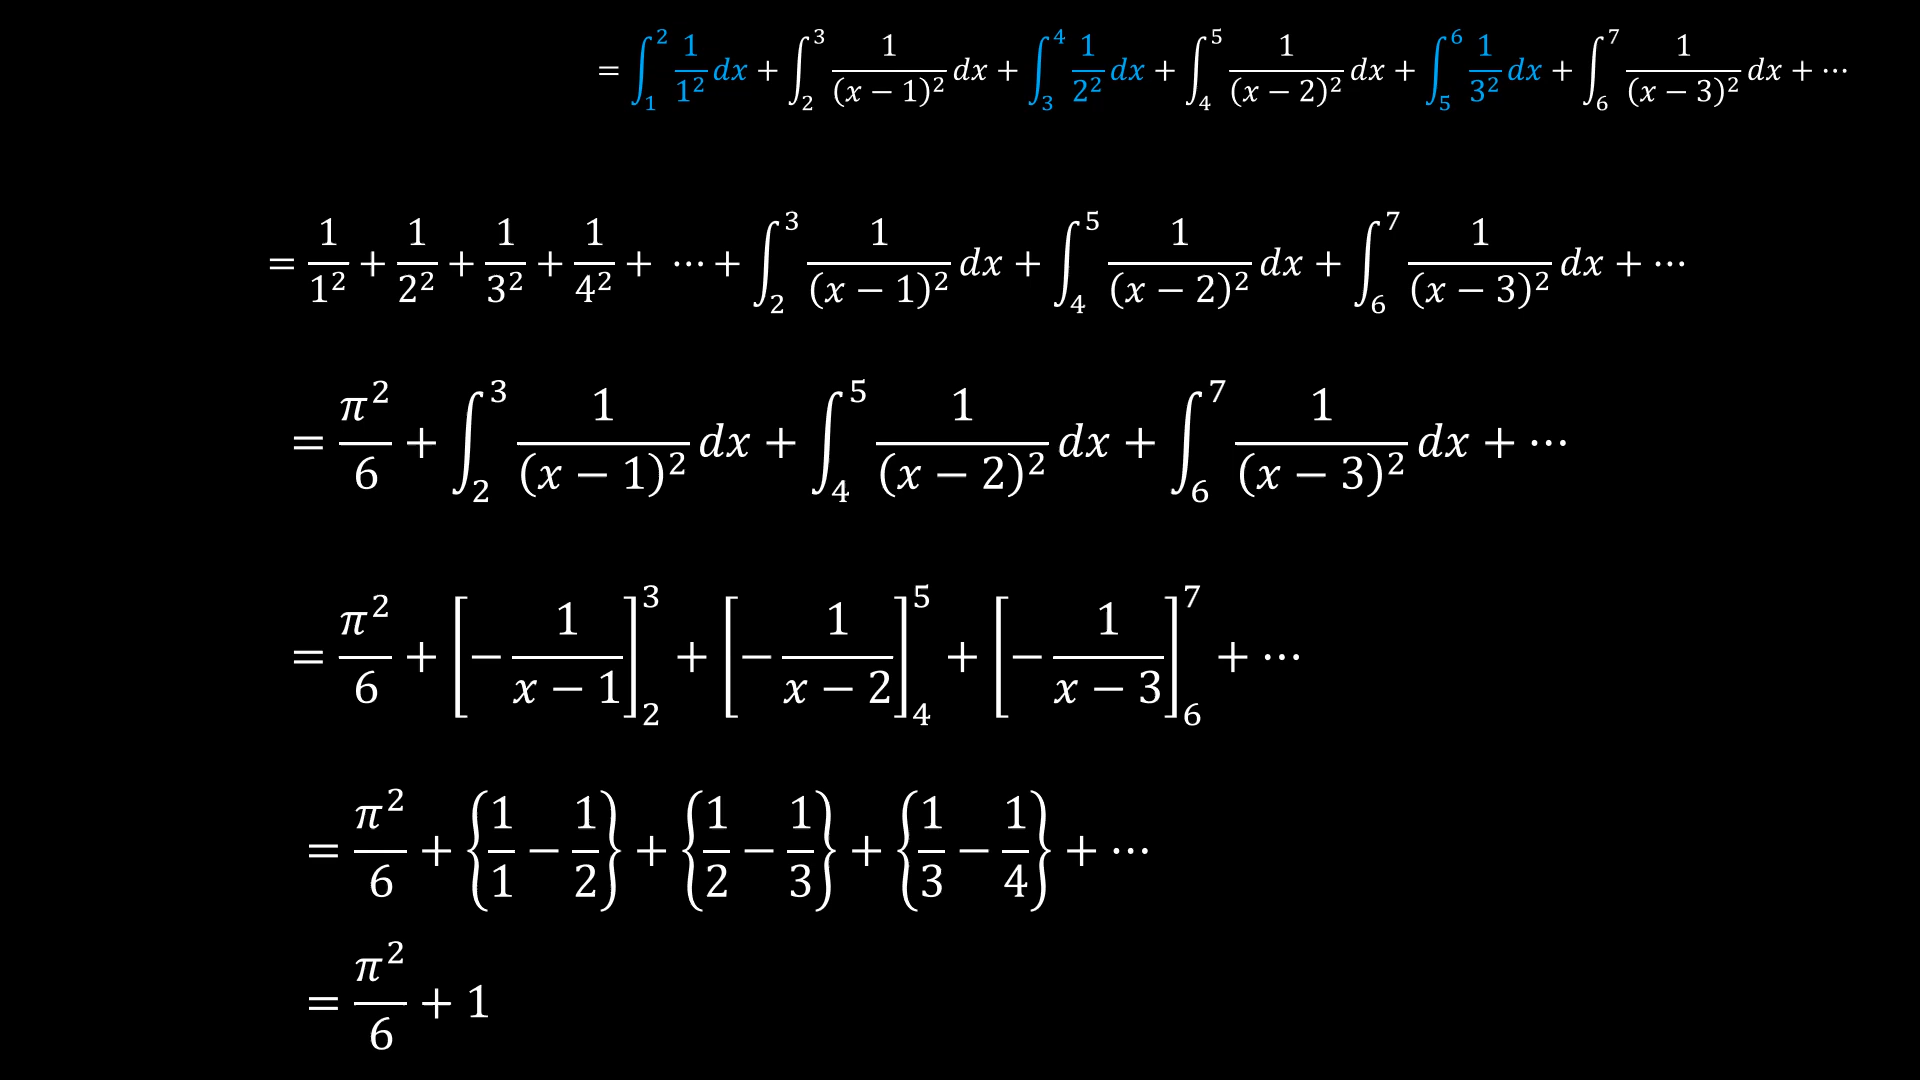 = ∫₁² 1/1² dx + ∫₂³ 1/(x − 1)² dx + ∫₃⁴ 1/2² dx + ∫₄⁵ 1/(x − 2)² dx + ∫₅⁶ 1/3² dx + ∫₆⁷ 1/(x − 3)² dx + ⋯
= 1/1² + 1/2² + 1/3² + 1/4² + ⋯ + ∫₂³ 1/(x − 1)² dx + ∫₄⁵ 1/(x − 2)² dx + ∫₆⁷ 1/(x − 3)² dx + ⋯
= π²/6 + ∫₂³ 1/(x − 1)² dx + ∫₄⁵ 1/(x − 2)² dx + ∫₆⁷ 1/(x − 3)² dx + ⋯
= π²/6 + [− 1/(x − 1)]₂³ + [− 1/(x − 2)]₄⁵ + [− 1/(x − 3)]₆⁷ + ⋯
= π²/6 + {1/1 − 1/2} + {1/2 − 1/3} + {1/3 − 1/4} + ⋯
= π²/6 + 1